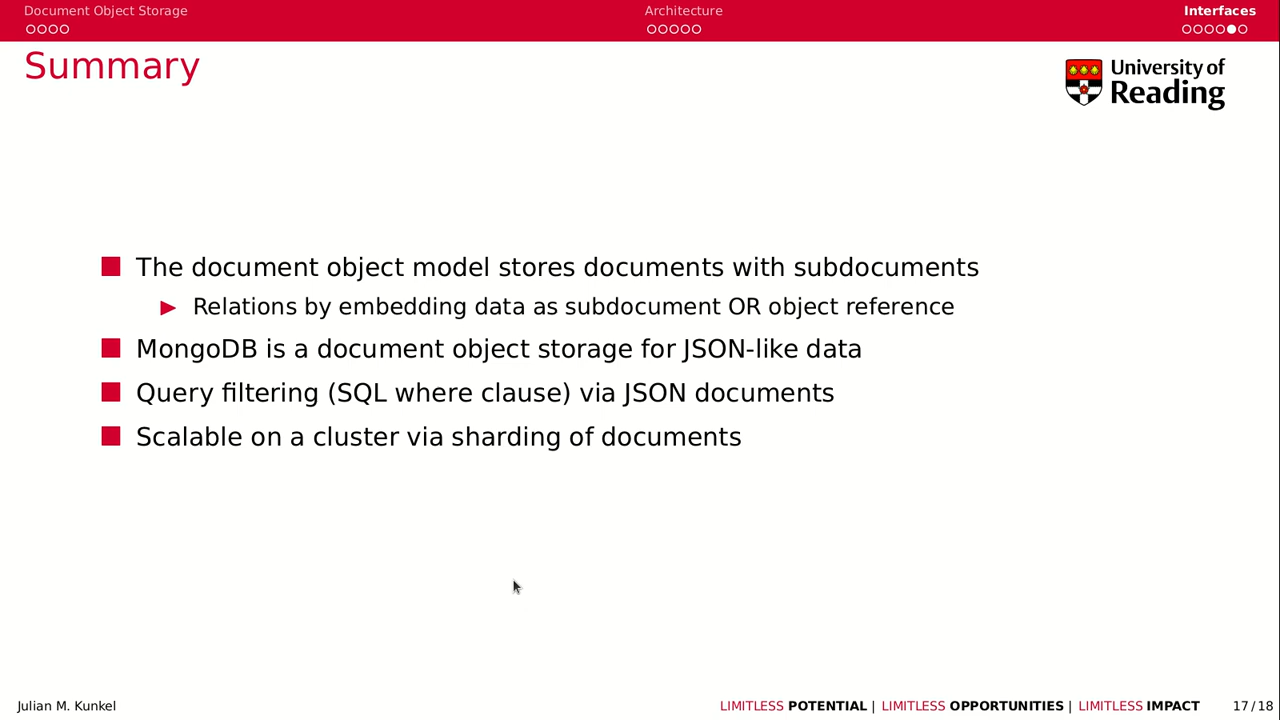 Document Object Storage
Architecture
Interfaces
Summary
University of
Reading
The document object model stores documents with subdocuments
Relations by embedding data as subdocument OR object reference
MongoDB is a document object storage for JSON-like data
Query filtering (SQL where clause) via JSON documents
Scalable on a cluster via sharding of documents
Julian M. Kunkel
LIMITLESS POTENTIAL | LIMITLESS OPPORTUNITIES | LIMITLESS IMPACT
17 / 18